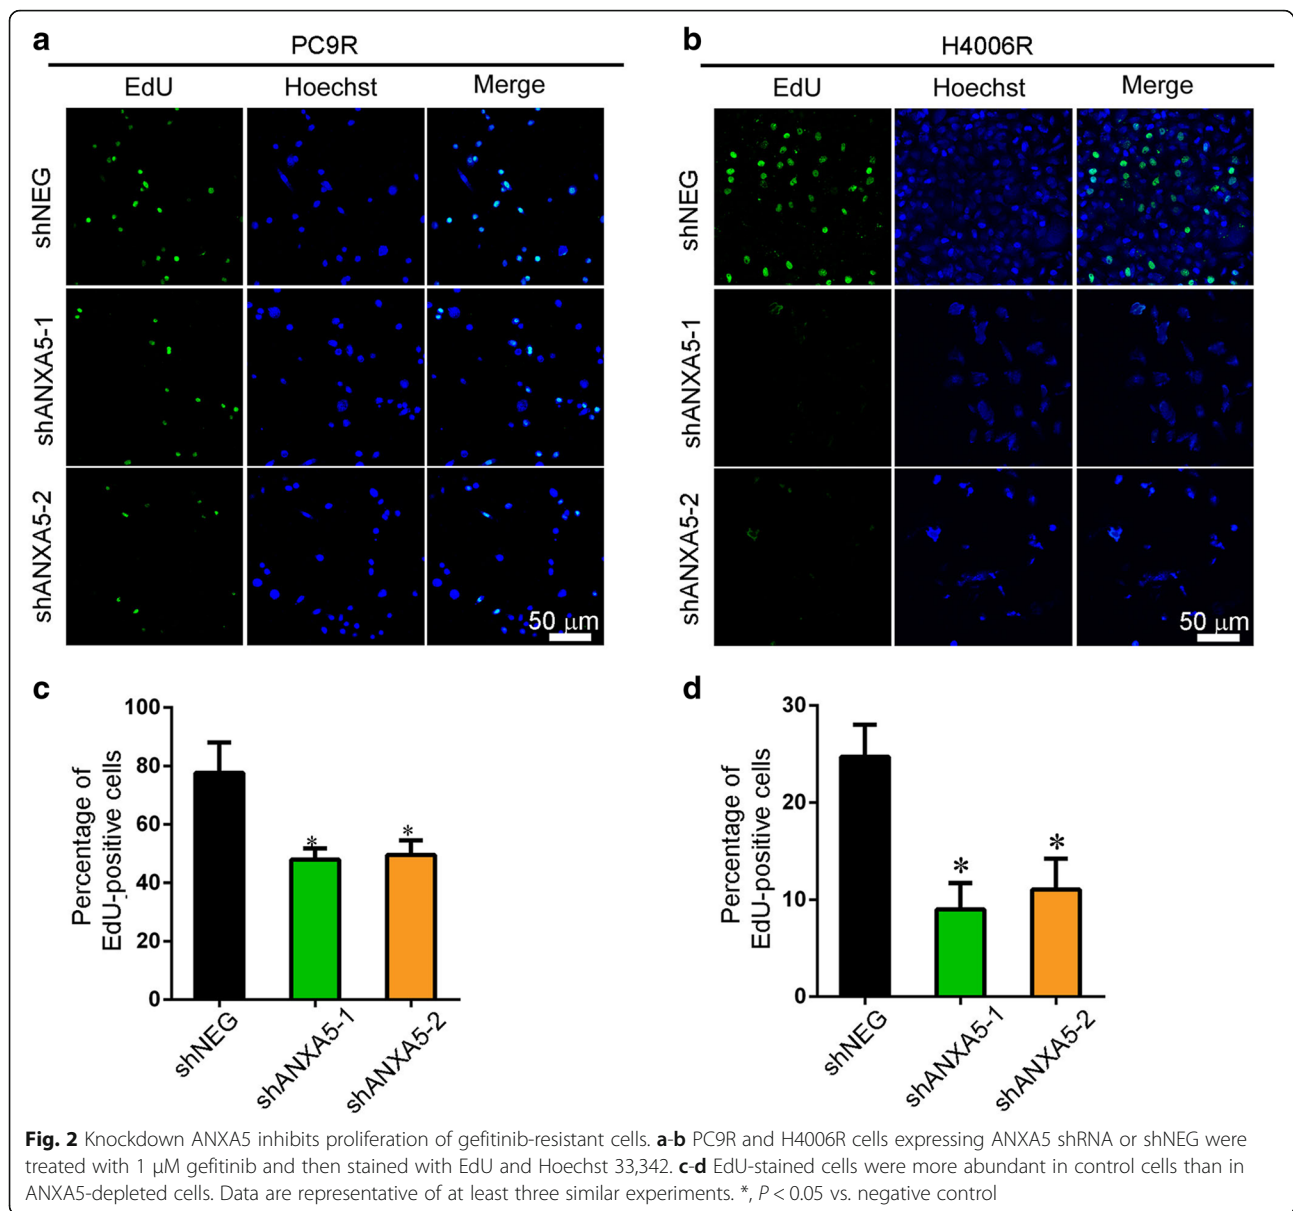 a
PC9R
EdU Hoechst Merge
shNEG
shANXA5-1
shANXA5-2
50 μm
b
H4006R
EdU Hoechst Merge
shNEG
shANXA5-1
shANXA5-2
50 μm
c
Percentage of
EdU-positive cells
100
80
60
40
20
0
*
*
shNEG
shANXA5-1
shANXA5-2
d
Percentage of
EdU-positive cells
30
20
10
0
*
*
shNEG
shANXA5-1
shANXA5-2
Fig. 2 Knockdown ANXA5 inhibits proliferation of gefitinib-resistant cells. a-b PC9R and H4006R cells expressing ANXA5 shRNA or shNEG were
treated with 1 μM gefitinib and then stained with EdU and Hoechst 33,342. c-d EdU-stained cells were more abundant in control cells than in
ANXA5-depleted cells. Data are representative of at least three similar experiments. *, P < 0.05 vs. negative control